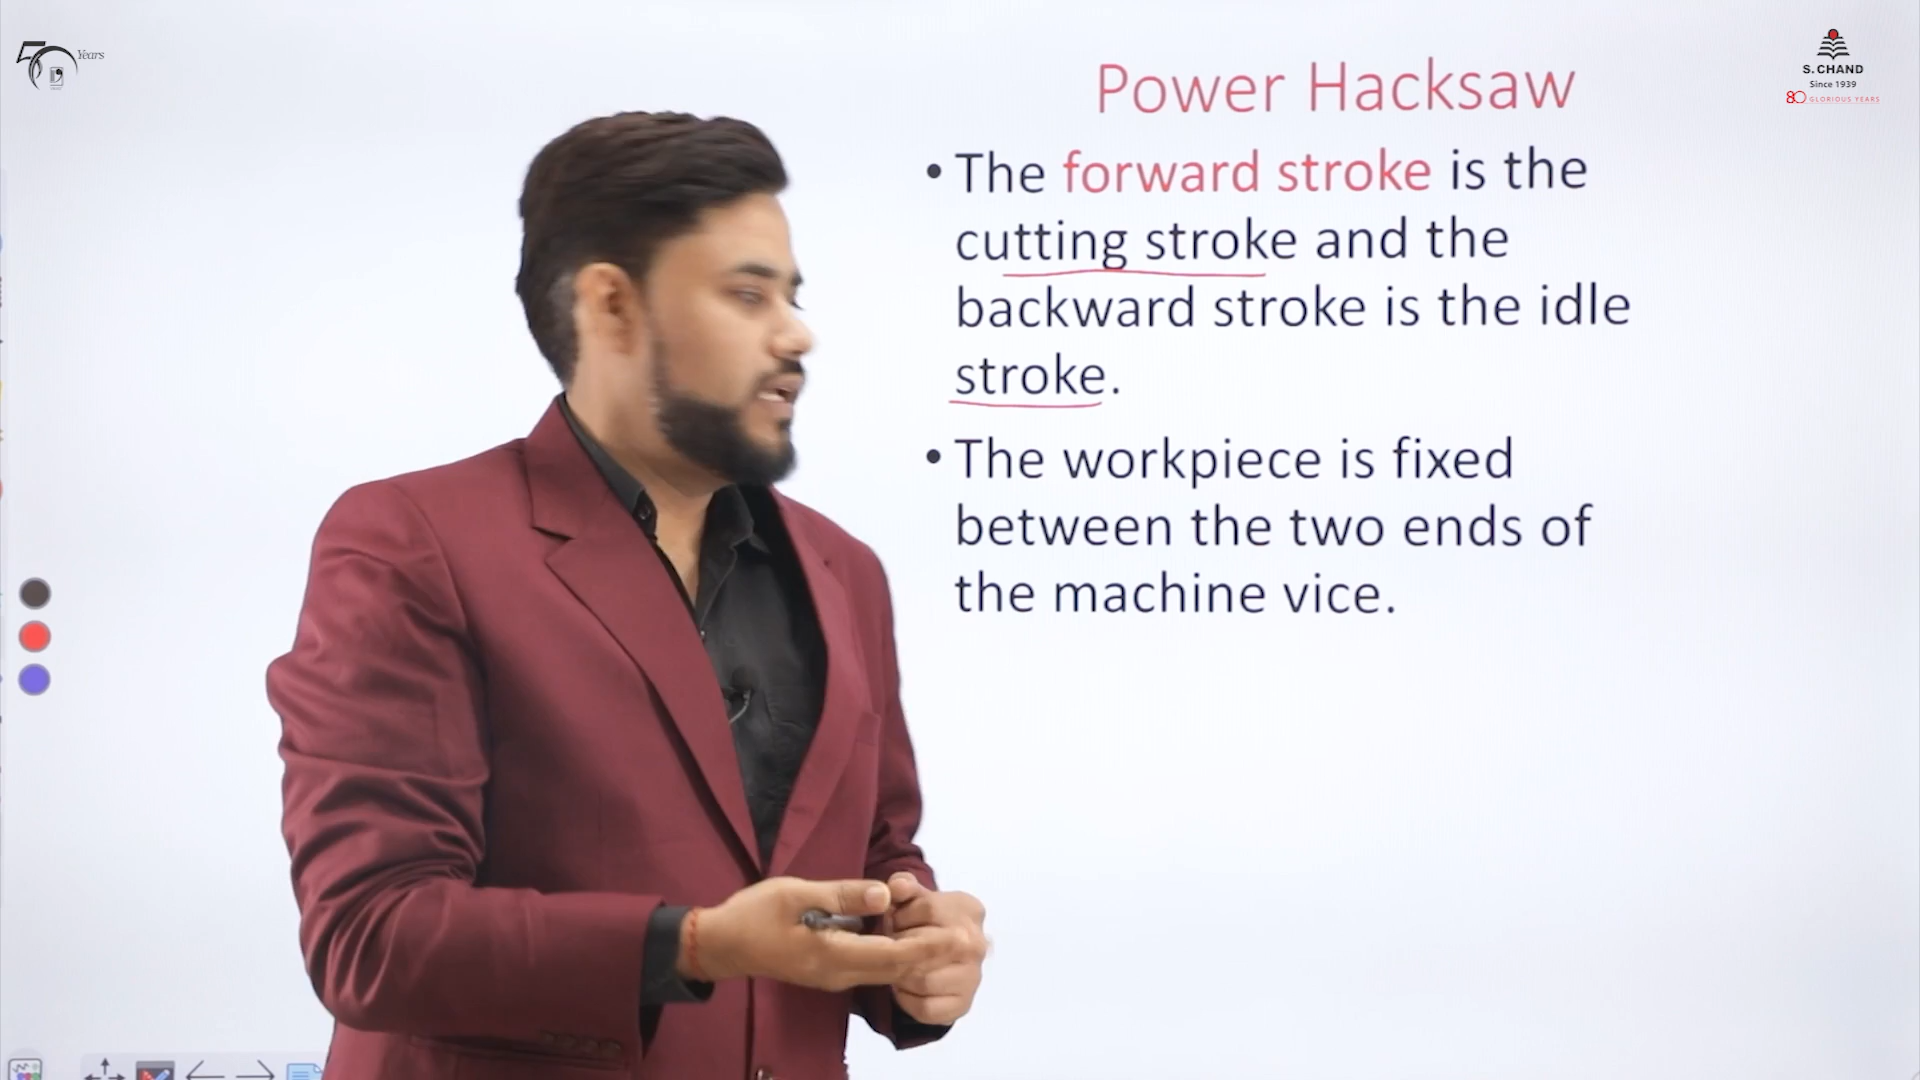 50 Years
S. CHAND
Since 1939
80 GLORIOUS YEARS
Power Hacksaw
• The forward stroke is the
cutting stroke and the
backward stroke is the idle
stroke.
• The workpiece is fixed
between the two ends of
the machine vice.